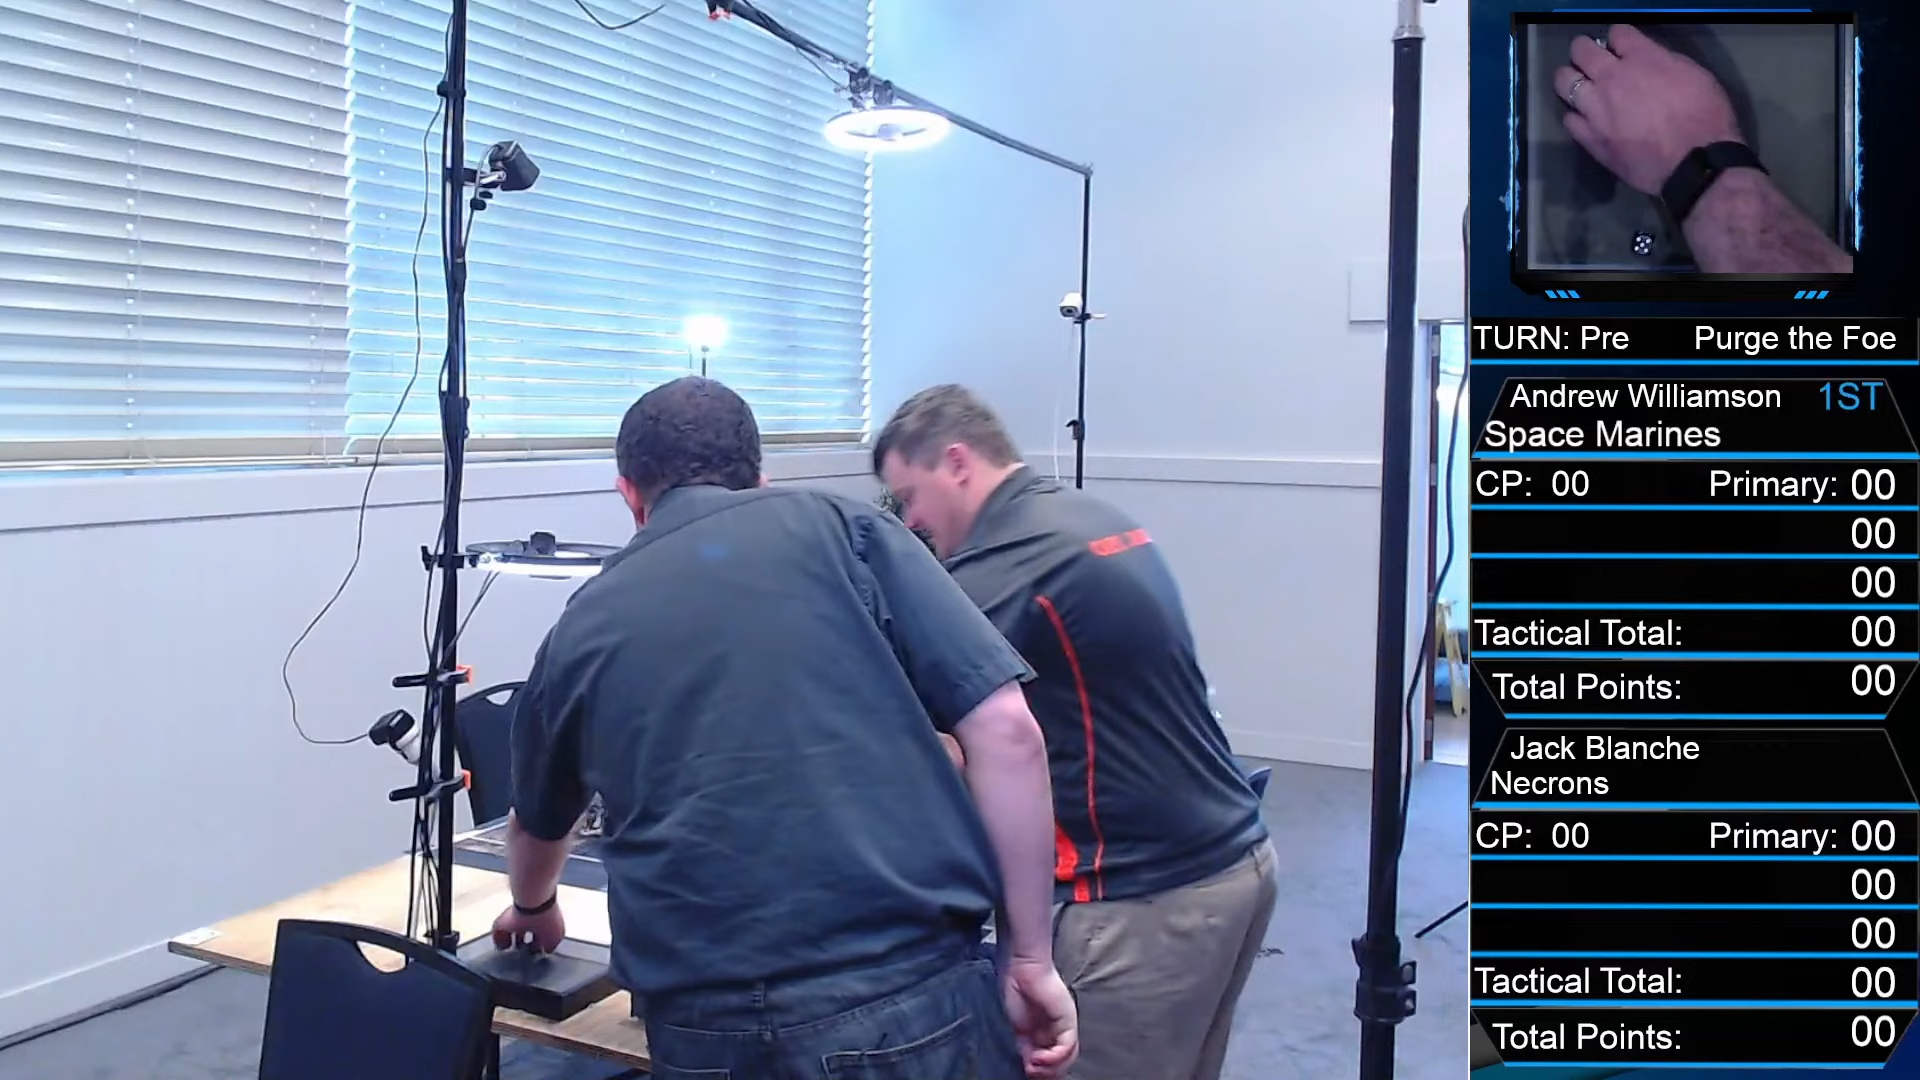 TURN: Pre Purge the Foe
Andrew Williamson 1ST
Space Marines
CP: 00 Primary: 00
00
00
Tactical Total: 00
Total Points: 00
Jack Blanche
Necrons
CP: 00 Primary: 00
00
00
Tactical Total: 00
Total Points: 00